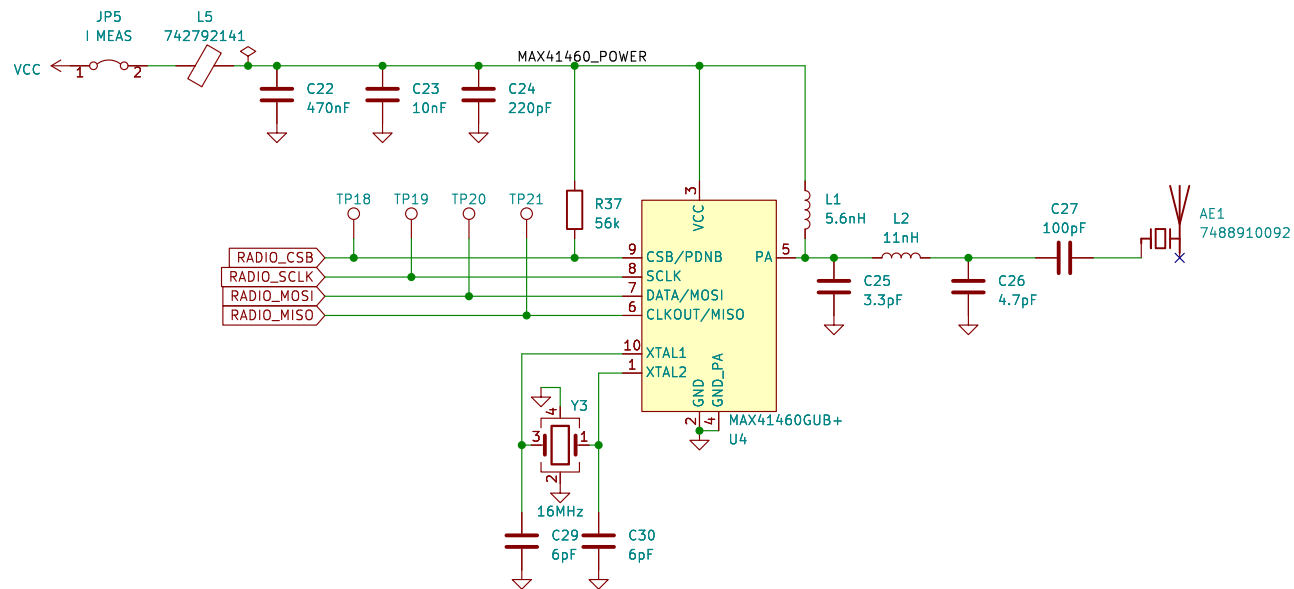 JP5
I MEAS
L5
742792141
VCC
1
2
MAX41460_POWER
C22
470nF
C23
10nF
C24
220pF
TP18
TP19
TP20
TP21
R37
56k
3
VCC
L1
5.6nH
L2
11nH
C27
100pF
AE1
7488910092
RADIO_CSB
RADIO_SCLK
RADIO_MOSI
RADIO_MISO
9
CSB/PDNB
8
SCLK
7
DATA/MOSI
6
CLKOUT/MISO
10
XTAL1
1
XTAL2
PA
5
C25
3.3pF
C26
4.7pF
GND
GND_PA
2
4
MAX41460GUB+
U4
Y3
4
3
1
2
16MHz
C29
6pF
C30
6pF